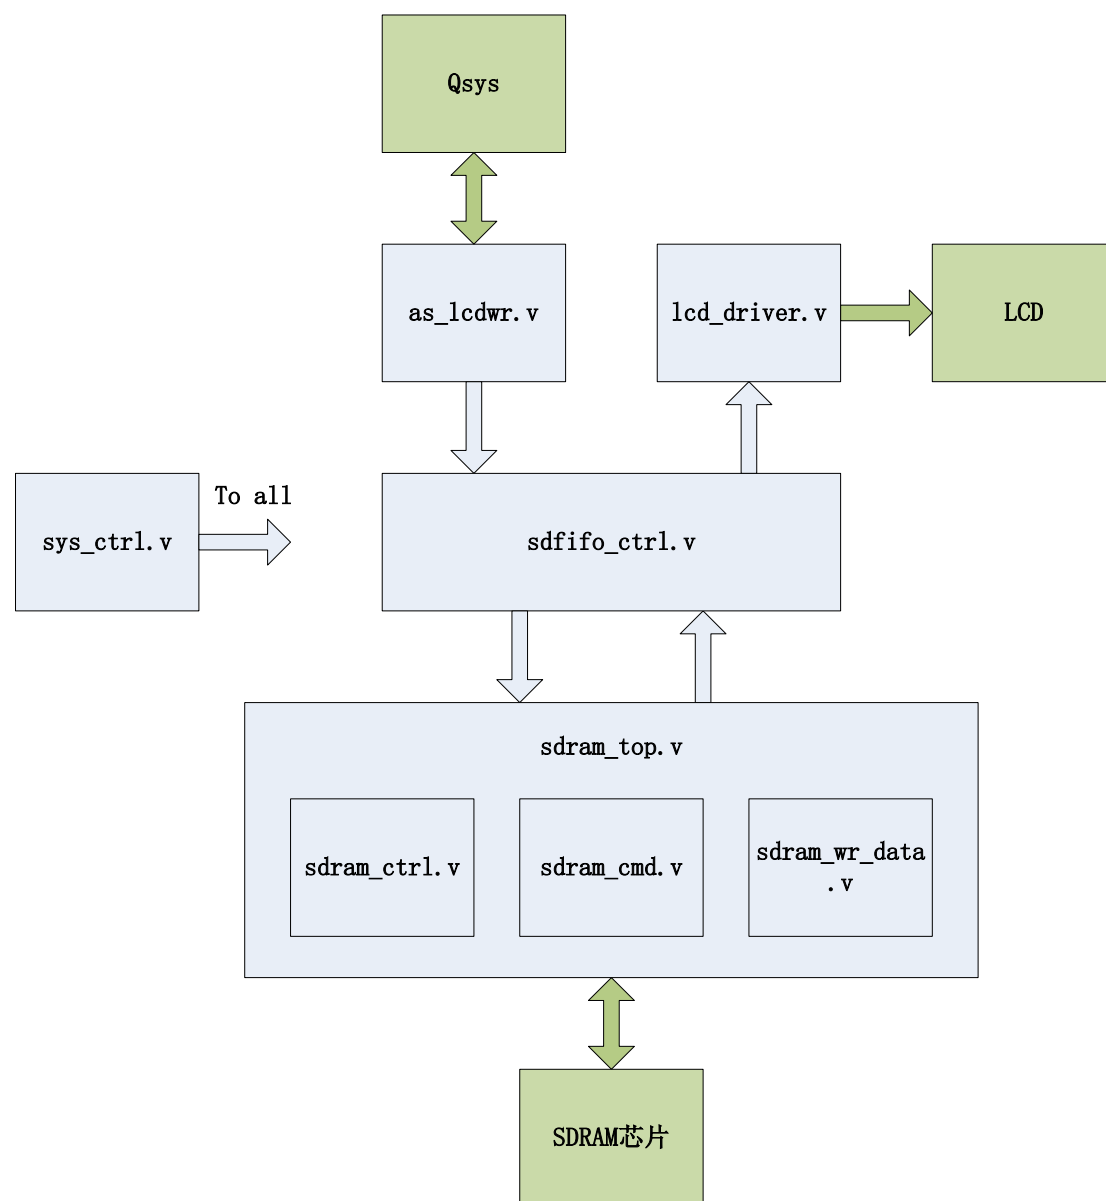 Qsys
as_lcdwr.v
lcd_driver.v
LCD
To all
sys_ctrl.v
sdfifo_ctrl.v
sdram_top.v
sdram_ctrl.v
sdram_cmd.v
sdram_wr_data
.v
SDRAM芯片